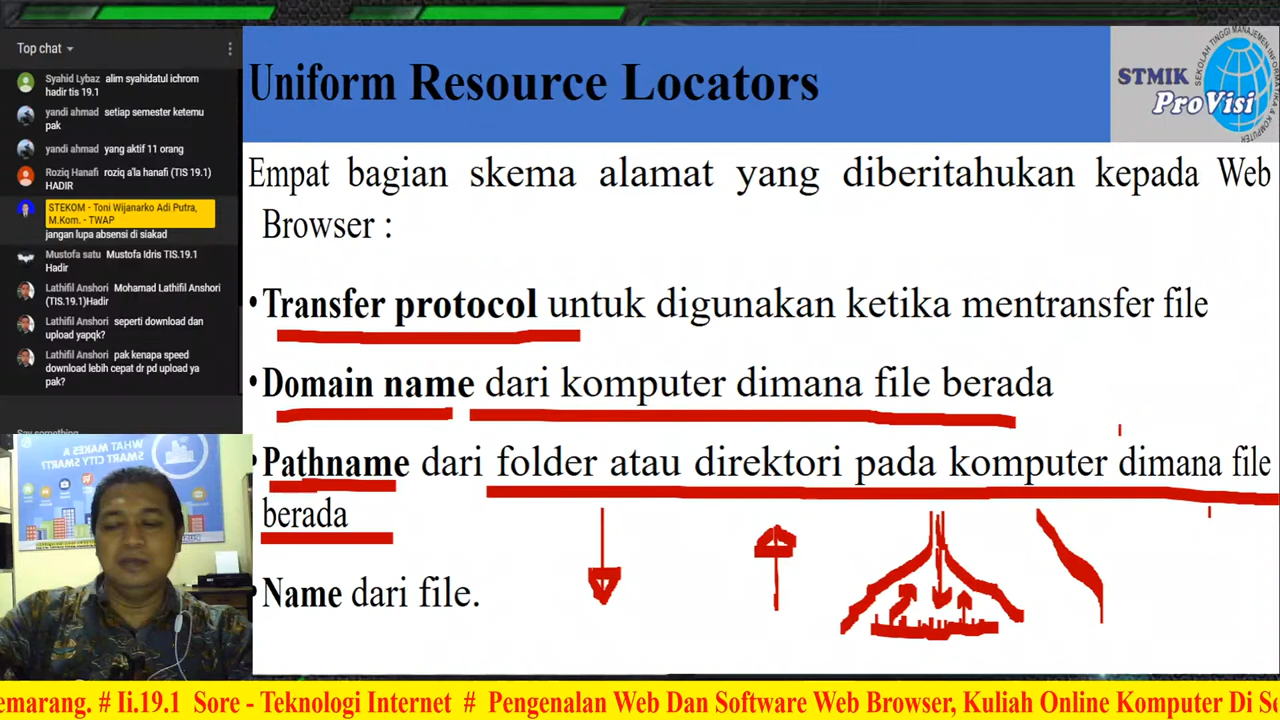 Top chat
Syahid Lybaz alim syahidatul ichrom
hadir tis 19.1
yandi ahmad setiap semester ketemu
pak
yandi ahmad yang aktif 11 orang
Roziq Hanafi roziq a'la hanafi (TIS 19.1)
HADIR
STEKOM - Toni Wijanarko Adi Putra,
M.Kom. - TWAP
jangan lupa absensi di siakad
Mustofa satu Mustofa Idris TIS.19.1
Hadir
Lathifil Anshori Mohamad Lathifil Anshori
(TIS.19.1)Hadir
Lathifil Anshori seperti download dan
upload yapqk?
Lathifil Anshori pak kenapa speed
download lebih cepat dr pd upload ya
pak?
Say something
WHAT MAKES A
SMART CITY SMART?
Uniform Resource Locators
SEKOLAH TINGGI MANAJEMEN INFORMATIKA & KOMPUTER
STMIK
ProVisi
Empat bagian skema alamat yang diberitahukan kepada Web
Browser :
•Transfer protocol untuk digunakan ketika mentransfer file
•Domain name dari komputer dimana file berada
•Pathname dari folder atau direktori pada komputer dimana file
berada
•Name dari file.
emarang. # Ii.19.1 Sore - Teknologi Internet # Pengenalan Web Dan Software Web Browser, Kuliah Online Komputer Di Se